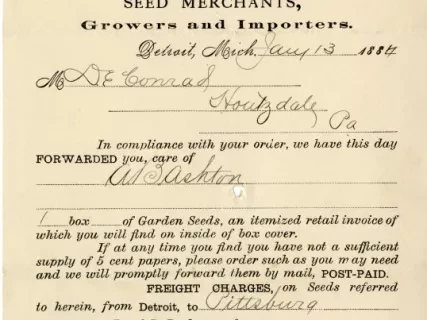 SEED MERCHANTS,
Growers and Importers.
Detroit, Mich. Jany 13 1884
M D E Conrad
Houtzdale
Pa
In compliance with your order, we have this day
FORWARDED you, care of
W B Ashton
1 box of Garden Seeds, an itemized retail invoice of
which you will find on inside of box cover.
If at any time you find you have not a sufficient
supply of 5 cent papers, please order such as you may need
and we will promptly forward them by mail, POST-PAID.
FREIGHT CHARGES, on Seeds referred
to herein, from Detroit, to Pittsburg